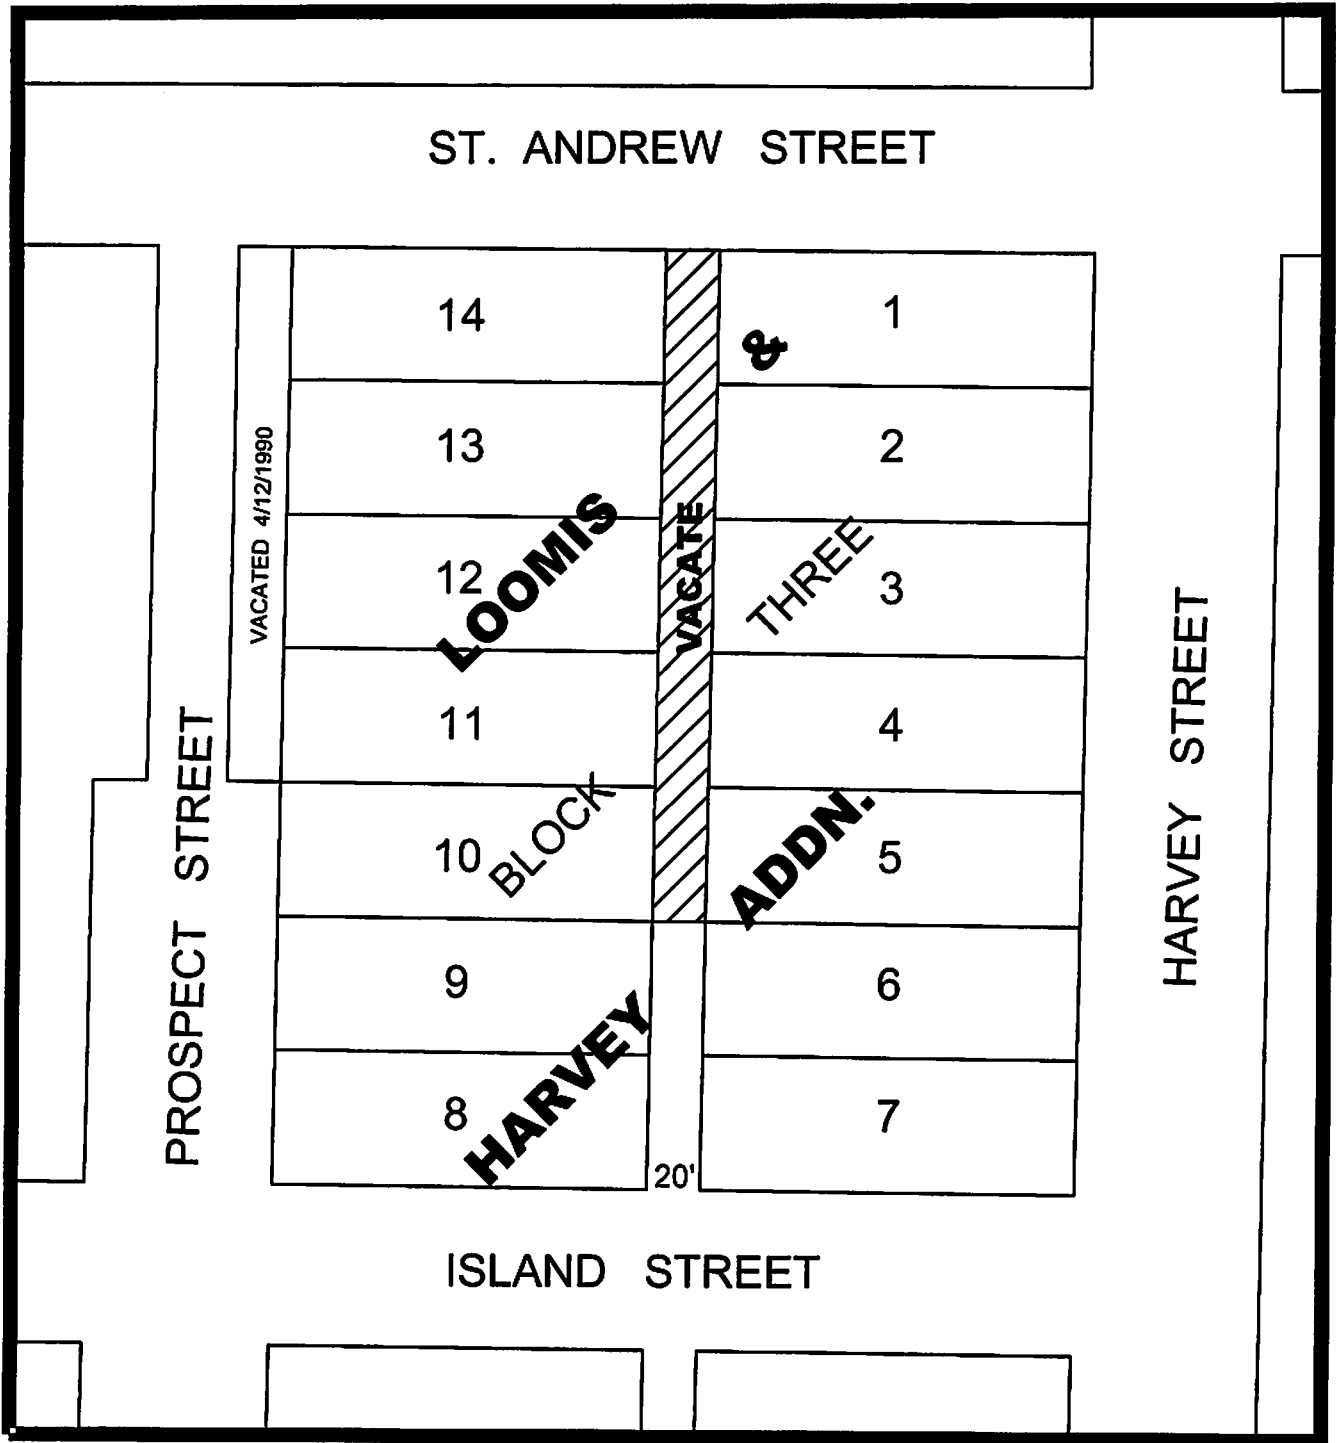 ST. ANDREW STREET
14
1
&
13
2
VACATED 4/12/1990
LOOMIS
VACATE
THREE
12
3
11
4
PROSPECT STREET
HARVEY STREET
BLOCK
ADDN.
10
5
9
6
HARVEY
8
7
20'
ISLAND STREET